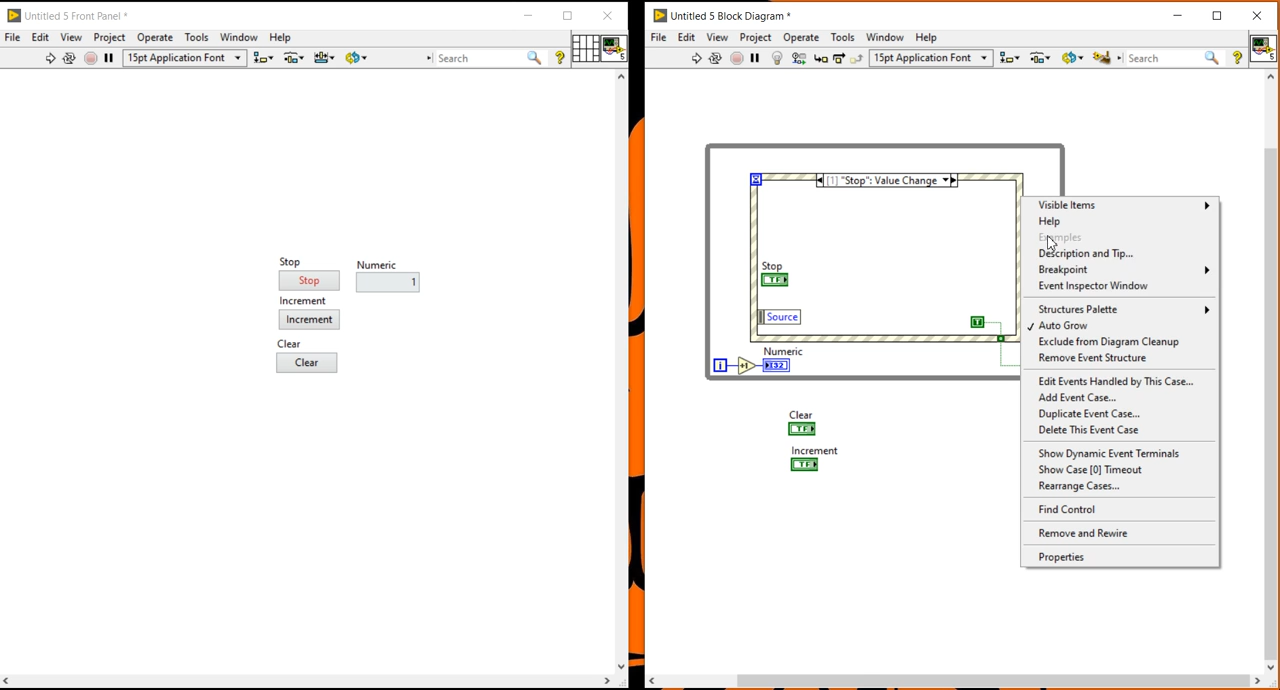 Untitled 5 Front Panel *
File Edit View Project Operate Tools Window Help
15pt Application Font Search ? 5
Stop
Stop
Numeric
1
Increment
Increment
Clear
Clear
Untitled 5 Block Diagram *
File Edit View Project Operate Tools Window Help
15pt Application Font Search ? 5
[1] "Stop": Value Change
Stop
TF
Source
T
Numeric
i +1 I32
Clear
TF
Increment
TF
Visible Items
Help
Examples
Description and Tip...
Breakpoint
Event Inspector Window
Structures Palette
✓ Auto Grow
Exclude from Diagram Cleanup
Remove Event Structure
Edit Events Handled by This Case...
Add Event Case...
Duplicate Event Case...
Delete This Event Case
Show Dynamic Event Terminals
Show Case [0] Timeout
Rearrange Cases...
Find Control
Remove and Rewire
Properties